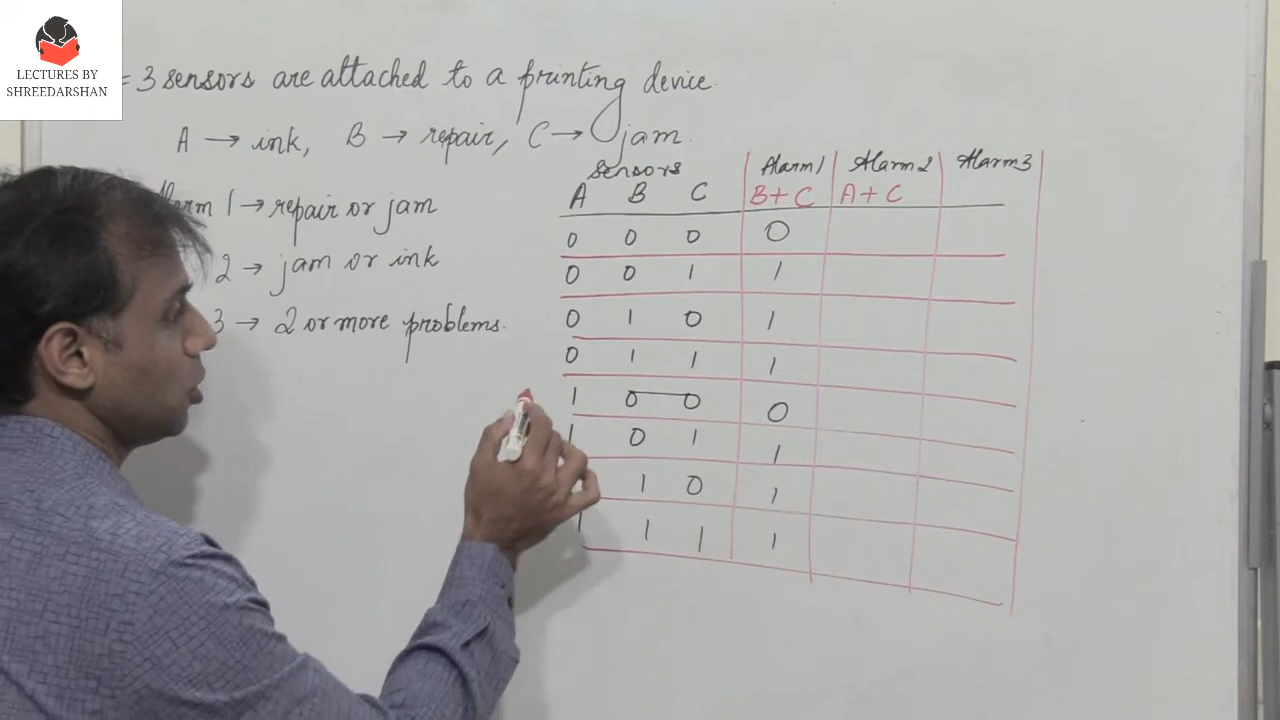 LECTURES BY
SHREEDARSHAN
= 3 sensors are attached to a printing device.
A → ink, B → repair, C → jam.
1 → repair or jam
2 → jam or ink
3 → 2 or more problems.
sensors Alarm 1 Alarm 2 Alarm 3
A B C B + C A + C
0 0 0 0
0 0 1 1
0 1 0 1
0 1 1 1
1 0 0 0
1 0 1 1
1 0 1
1 1 1 1